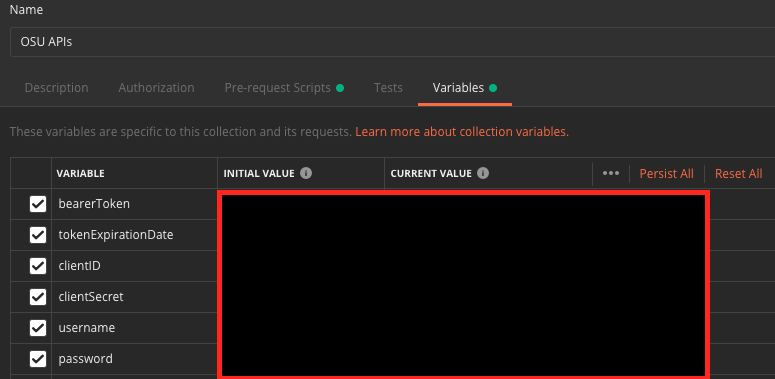 Name
OSU APIs
Description Authorization Pre-request Scripts Tests Variables
These variables are specific to this collection and its requests. Learn more about collection variables.
VARIABLE INITIAL VALUE CURRENT VALUE ••• Persist All Reset All
bearerToken
tokenExpirationDate
clientID
clientSecret
username
password